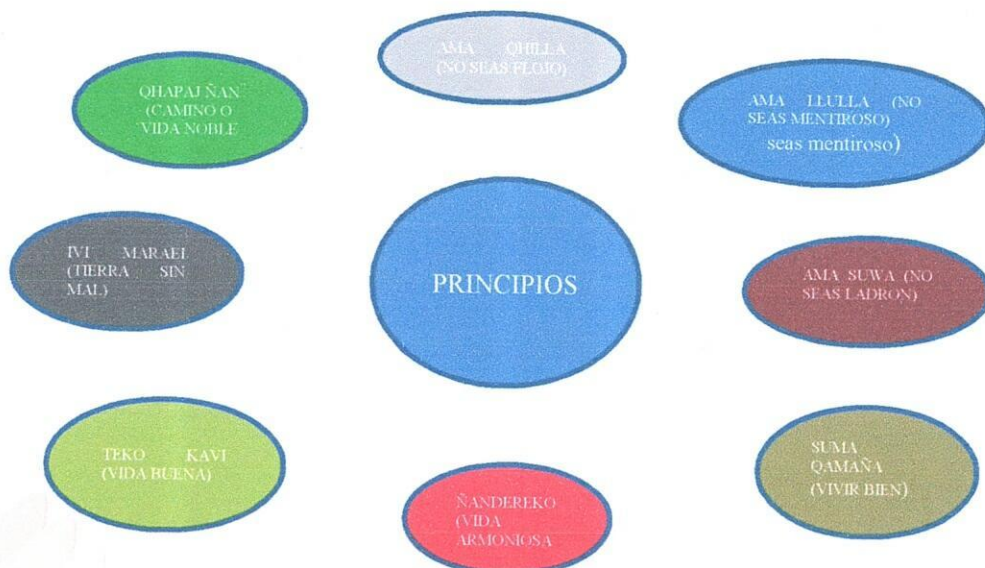 AMA QHILLA
(NO SEAS FLOJO)
QHAPAJ ÑAN
(CAMINO O
VIDA NOBLE
AMA LLULLA (NO
SEAS MENTIROSO)
seas mentiroso)
IVI MARAEI
(TIERRA SIN
MAL)
PRINCIPIOS
AMA SUWA (NO
SEAS LADRON)
TEKO KAVI
(VIDA BUENA)
ÑANDEREKO
(VIDA
ARMONIOSA
SUMA
QAMAÑA
(VIVIR BIEN)